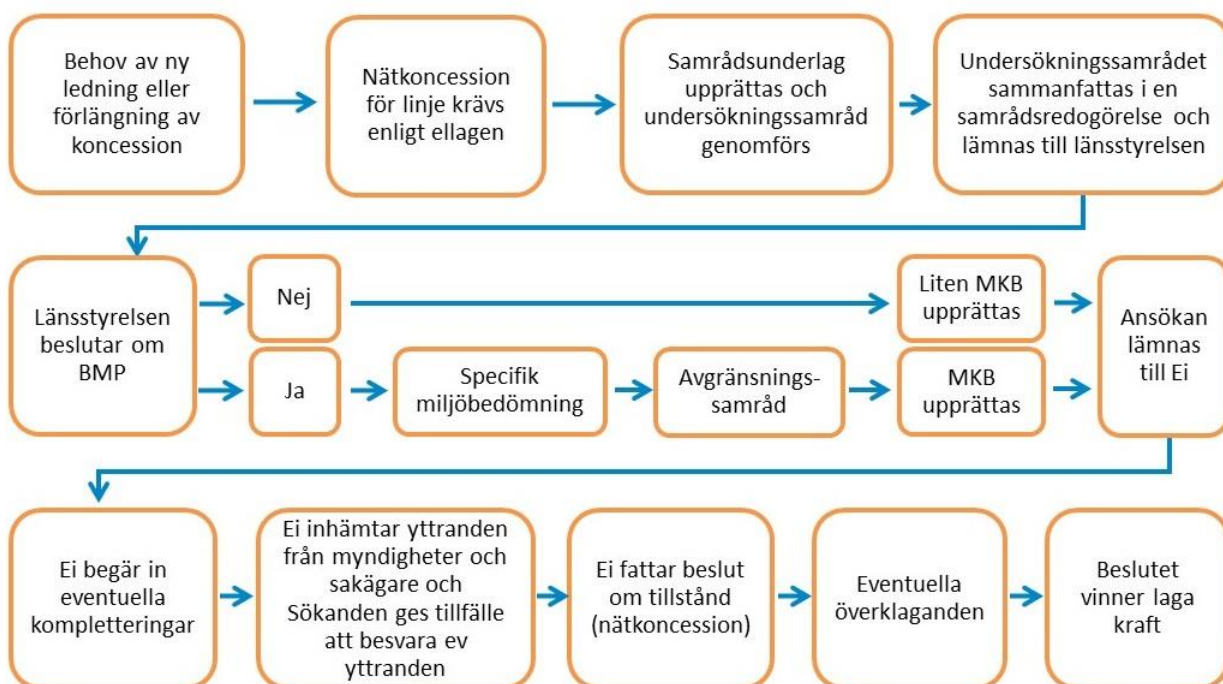 Behov av ny
ledning eller
förlängning av
koncession
Nätkoncession
för linje krävs
enligt ellagen
Samrådsunderlag
upprättas och
undersökningssamråd
genomförs
Undersökningssamrådet
sammanfattas i en
samrådsredogörelse och
lämnas till länsstyrelsen
Länsstyrelsen
beslutar om
BMP
Nej
Liten MKB
upprättas
Ja
Specifik
miljöbedömning
Avgränsnings-
samråd
MKB
upprättas
Ansökan
lämnas
till Ei
Ei begär in
eventuella
kompletteringar
Ei inhämtar yttranden
från myndigheter och
sakägare och
Sökanden ges tillfälle
att besvara ev
yttranden
Ei fattar beslut
om tillstånd
(nätkoncession)
Eventuella
överklaganden
Beslutet
vinner laga
kraft